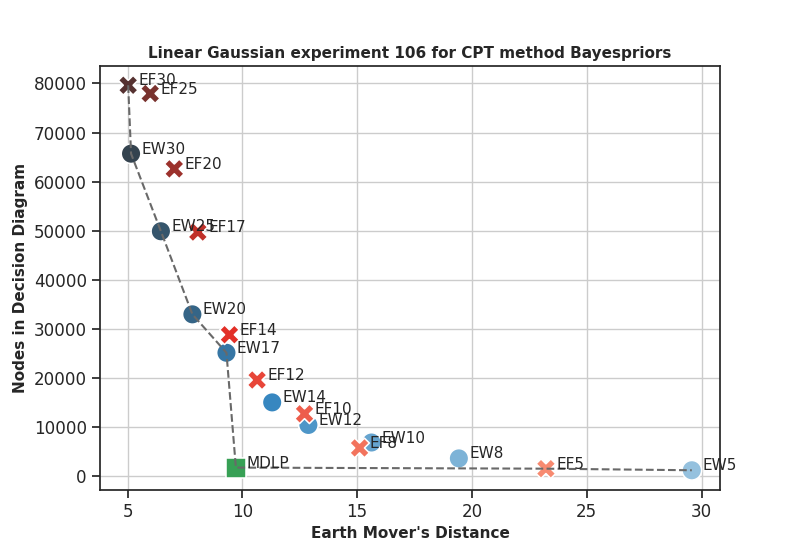 Linear Gaussian experiment 106 for CPT method Bayespriors
Nodes in Decision Diagram
80000
70000
60000
50000
40000
30000
20000
10000
0
EF30
EF25
EW30
EF20
EW25
EF17
EW20
EF14
EW17
EF12
EW14
EF10
EW12
EW10
EF8
EW8
MDLP
EF5
EW5
5
10
15
20
25
30
Earth Mover's Distance